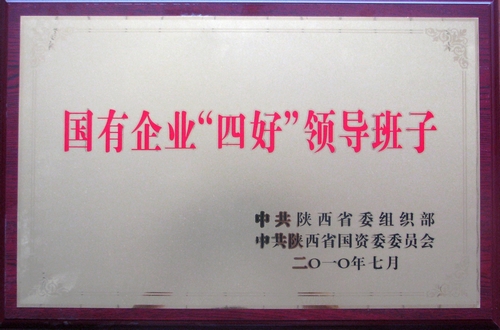 国有企业“四好”领导班子
中共陕西省委组织部
中共陕西省国资委委员会
二〇一〇年七月